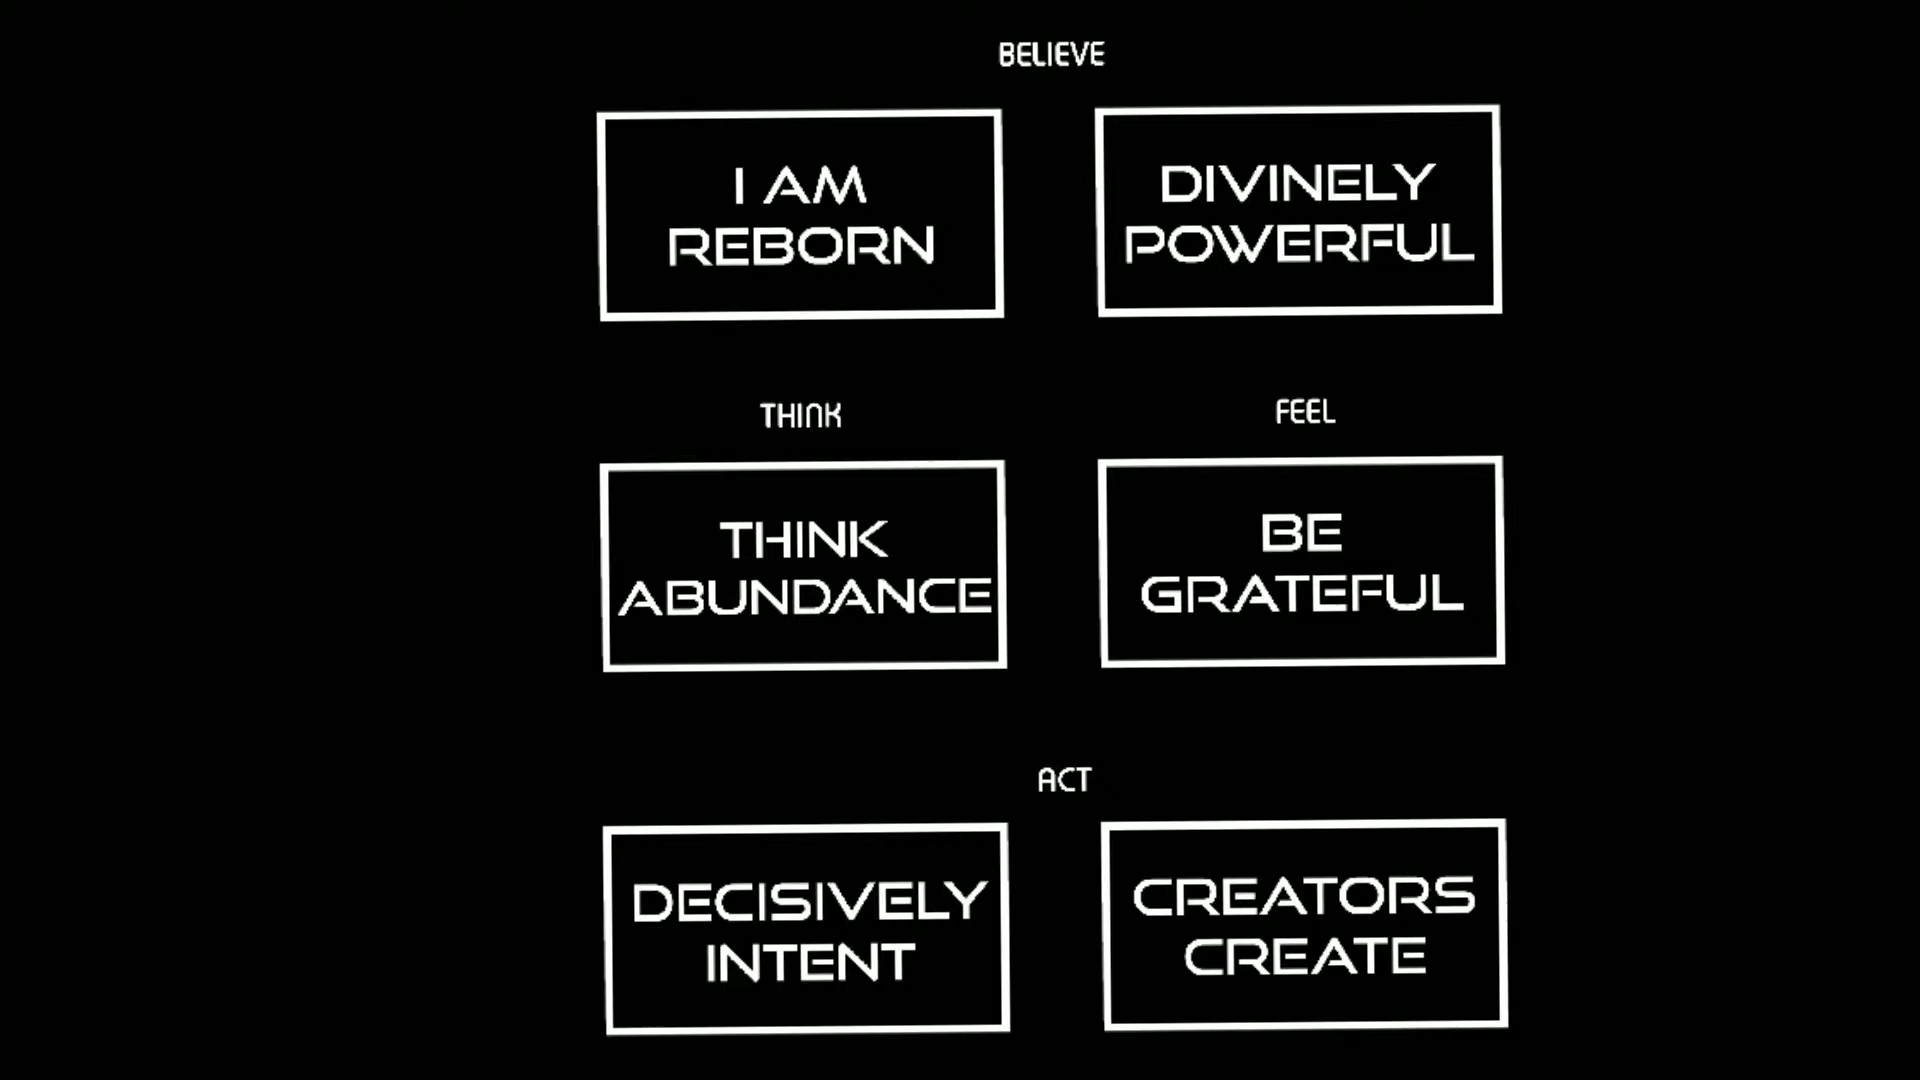 BELIEVE
I AM
REBORN
DIVINELY
POWERFUL
THINK
FEEL
THINK
ABUNDANCE
BE
GRATEFUL
ACT
DECISIVELY
INTENT
CREATORS
CREATE